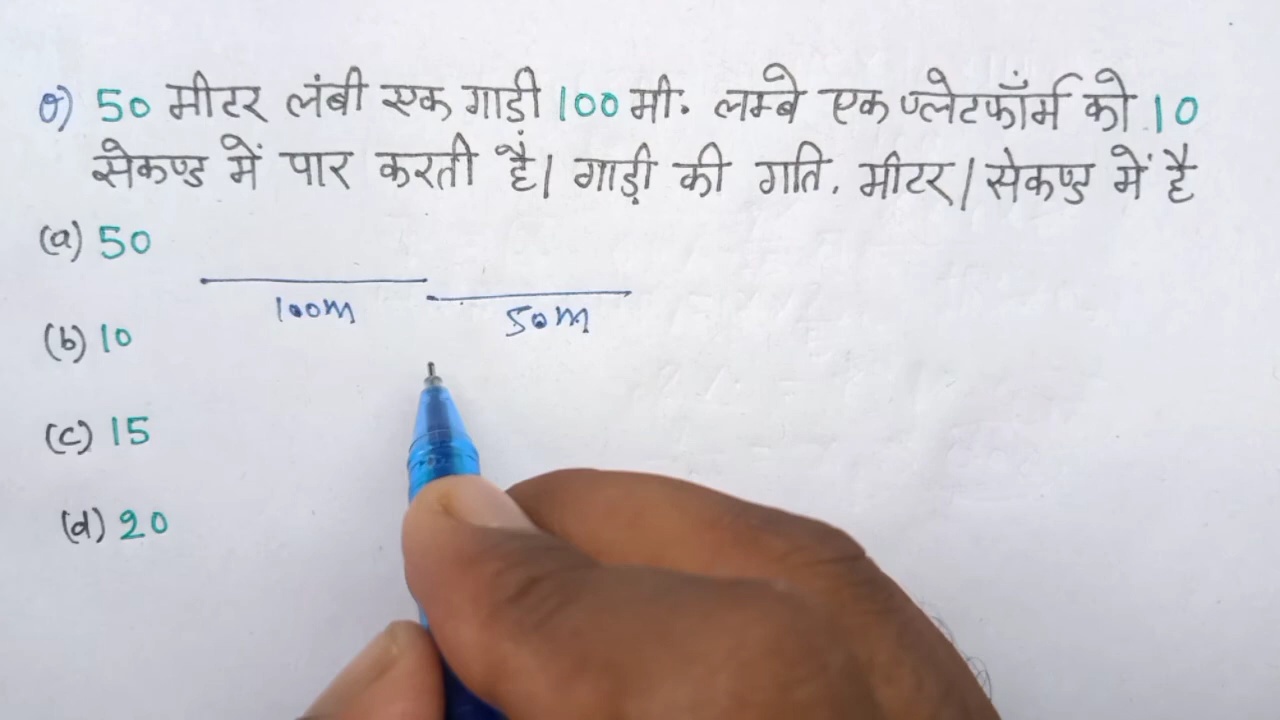 Q) 50 मीटर लंबी एक गाडी 100 मी. लम्बे एक प्लेटफाँर्म को 10
सेकण्ड में पार करती हैं। गाड़ी की गति. मीटर/सेकण्ड में है
(a) 50
100m
50m
(b) 10
(c) 15
(d) 20